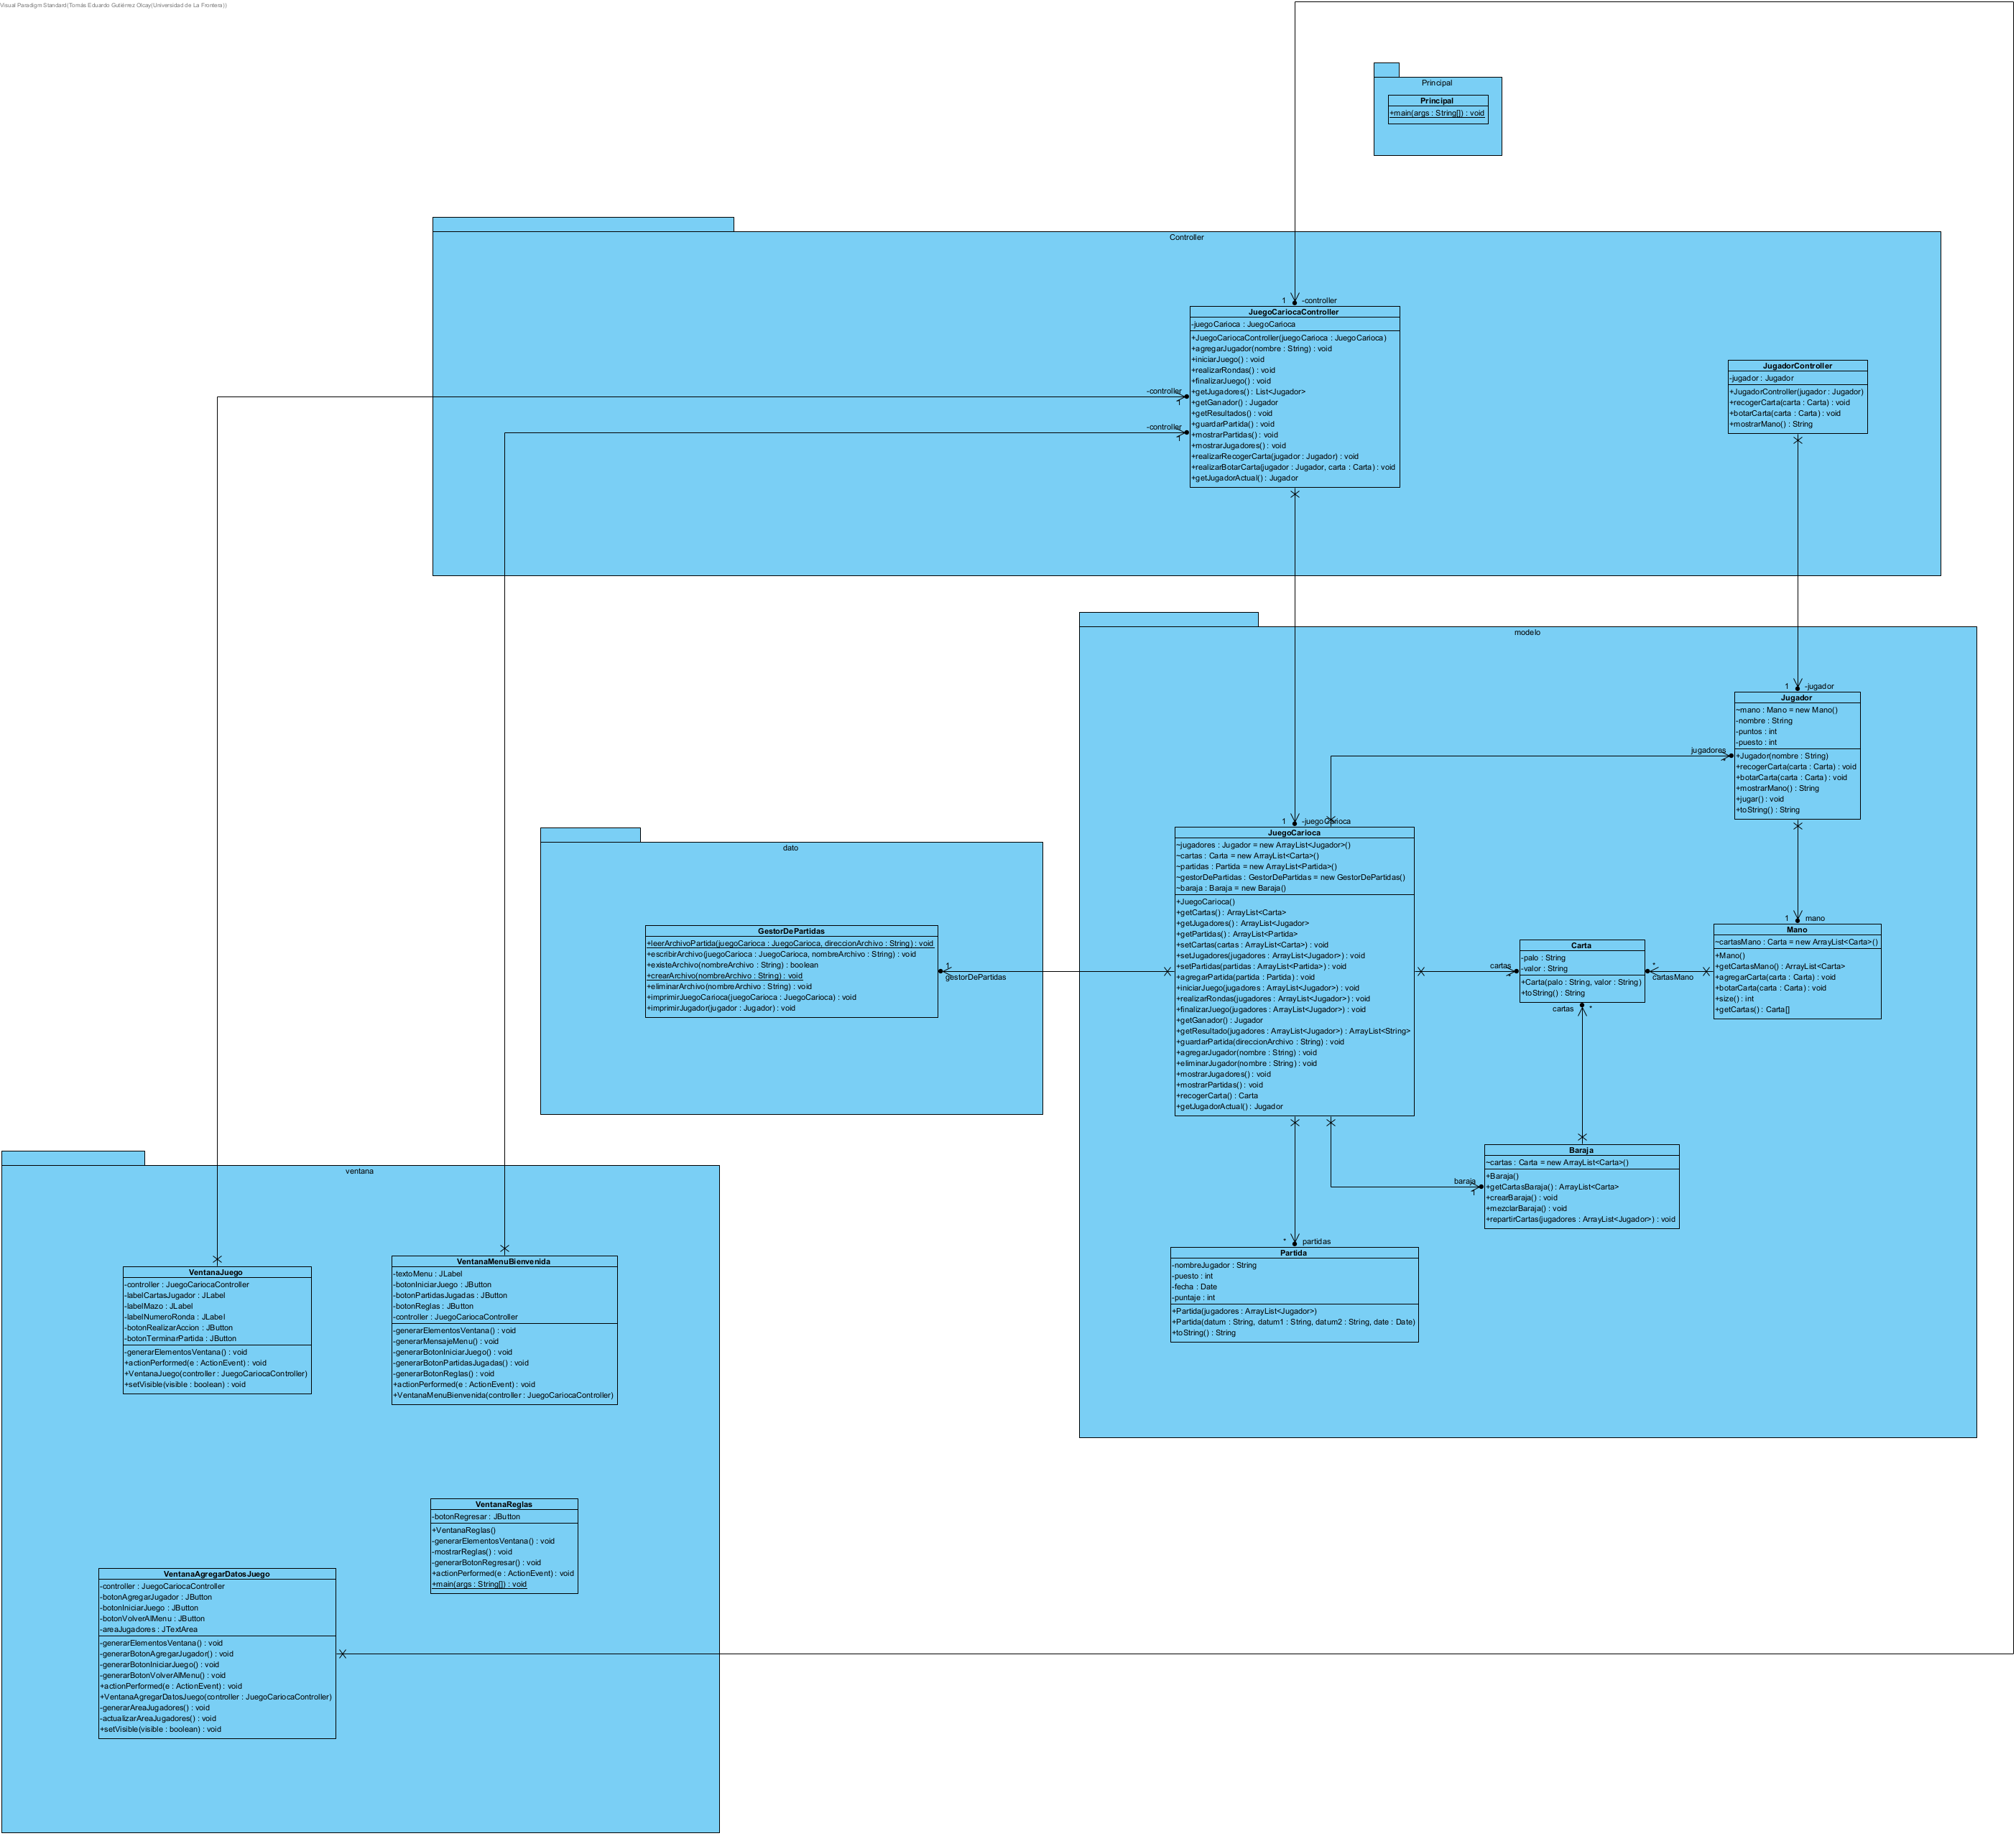 Visual Paradigm Standard(Tomás Eduardo Gutiérrez Olcay(Universidad de La Frontera))
Principal
Principal
+main(args : String[]) : void
Controller
1 -controller
JuegoCariocaController
-juegoCarioca : JuegoCarioca
+JuegoCariocaController(juegoCarioca : JuegoCarioca)
+agregarJugador(nombre : String) : void
+iniciarJuego() : void
+realizarRondas() : void
+finalizarJuego() : void
+getJugadores() : List<Jugador>
+getGanador() : Jugador
+getResultados() : void
+guardarPartida() : void
+mostrarPartidas() : void
+mostrarJugadores() : void
+realizarRecogerCarta(jugador : Jugador) : void
+realizarBotarCarta(jugador : Jugador, carta : Carta) : void
+getJugadorActual() : Jugador
-controller
1
-controller
1
JugadorController
-jugador : Jugador
+JugadorController(jugador : Jugador)
+recogerCarta(carta : Carta) : void
+botarCarta(carta : Carta) : void
+mostrarMano() : String
modelo
1 -jugador
Jugador
~mano : Mano = new Mano()
-nombre : String
-puntos : int
-puesto : int
+Jugador(nombre : String)
+recogerCarta(carta : Carta) : void
+botarCarta(carta : Carta) : void
+mostrarMano() : String
+jugar() : void
+toString() : String
jugadores
*
1 -juegoCarioca
JuegoCarioca
~jugadores : Jugador = new ArrayList<Jugador>()
~cartas : Carta = new ArrayList<Carta>()
~partidas : Partida = new ArrayList<Partida>()
~gestorDePartidas : GestorDePartidas = new GestorDePartidas()
~baraja : Baraja = new Baraja()
+JuegoCarioca()
+getCartas() : ArrayList<Carta>
+getJugadores() : ArrayList<Jugador>
+getPartidas() : ArrayList<Partida>
+setCartas(cartas : ArrayList<Carta>) : void
+setJugadores(jugadores : ArrayList<Jugador>) : void
+setPartidas(partidas : ArrayList<Partida>) : void
+agregarPartida(partida : Partida) : void
+iniciarJuego(jugadores : ArrayList<Jugador>) : void
+realizarRondas(jugadores : ArrayList<Jugador>) : void
+finalizarJuego(jugadores : ArrayList<Jugador>) : void
+getGanador() : Jugador
+getResultado(jugadores : ArrayList<Jugador>) : ArrayList<String>
+guardarPartida(direccionArchivo : String) : void
+agregarJugador(nombre : String) : void
+eliminarJugador(nombre : String) : void
+mostrarJugadores() : void
+mostrarPartidas() : void
+recogerCarta() : Carta
+getJugadorActual() : Jugador
dato
GestorDePartidas
+leerArchivoPartida(juegoCarioca : JuegoCarioca, direccionArchivo : String) : void
+escribirArchivo(juegoCarioca : JuegoCarioca, nombreArchivo : String) : void
+existeArchivo(nombreArchivo : String) : boolean
+crearArchivo(nombreArchivo : String) : void
+eliminarArchivo(nombreArchivo : String) : void
+imprimirJuegoCarioca(juegoCarioca : JuegoCarioca) : void
+imprimirJugador(jugador : Jugador) : void
1
gestorDePartidas
cartas
*
Carta
-palo : String
-valor : String
+Carta(palo : String, valor : String)
+toString() : String
*
cartasMano
cartas *
1 mano
Mano
~cartasMano : Carta = new ArrayList<Carta>()
+Mano()
+getCartasMano() : ArrayList<Carta>
+agregarCarta(carta : Carta) : void
+botarCarta(carta : Carta) : void
+size() : int
+getCartas() : Carta[]
baraja
1
Baraja
~cartas : Carta = new ArrayList<Carta>()
+Baraja()
+getCartasBaraja() : ArrayList<Carta>
+crearBaraja() : void
+mezclarBaraja() : void
+repartirCartas(jugadores : ArrayList<Jugador>) : void
* partidas
Partida
-nombreJugador : String
-puesto : int
-fecha : Date
-puntaje : int
+Partida(jugadores : ArrayList<Jugador>)
+Partida(datum : String, datum1 : String, datum2 : String, date : Date)
+toString() : String
ventana
VentanaJuego
-controller : JuegoCariocaController
-labelCartasJugador : JLabel
-labelMazo : JLabel
-labelNumeroRonda : JLabel
-botonRealizarAccion : JButton
-botonTerminarPartida : JButton
-generarElementosVentana() : void
+actionPerformed(e : ActionEvent) : void
+VentanaJuego(controller : JuegoCariocaController)
+setVisible(visible : boolean) : void
VentanaMenuBienvenida
-textoMenu : JLabel
-botonIniciarJuego : JButton
-botonPartidasJugadas : JButton
-botonReglas : JButton
-controller : JuegoCariocaController
-generarElementosVentana() : void
-generarMensajeMenu() : void
-generarBotonIniciarJuego() : void
-generarBotonPartidasJugadas() : void
-generarBotonReglas() : void
+actionPerformed(e : ActionEvent) : void
+VentanaMenuBienvenida(controller : JuegoCariocaController)
VentanaReglas
-botonRegresar : JButton
+VentanaReglas()
-generarElementosVentana() : void
-mostrarReglas() : void
-generarBotonRegresar() : void
+actionPerformed(e : ActionEvent) : void
+main(args : String[]) : void
VentanaAgregarDatosJuego
-controller : JuegoCariocaController
-botonAgregarJugador : JButton
-botonIniciarJuego : JButton
-botonVolverAlMenu : JButton
-areaJugadores : JTextArea
-generarElementosVentana() : void
-generarBotonAgregarJugador() : void
-generarBotonIniciarJuego() : void
-generarBotonVolverAlMenu() : void
+actionPerformed(e : ActionEvent) : void
+VentanaAgregarDatosJuego(controller : JuegoCariocaController)
-generarAreaJugadores() : void
-actualizarAreaJugadores() : void
+setVisible(visible : boolean) : void